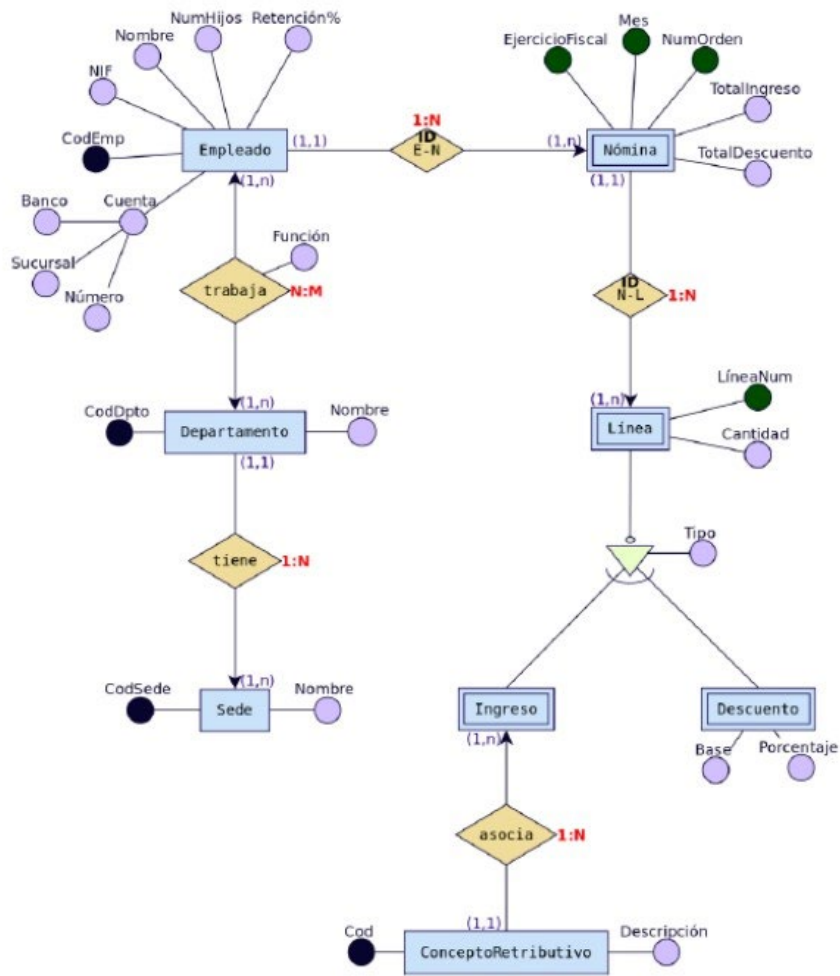 NumHijos Retención%
Nombre
NIF
CodEmp
Empleado
(1,1)
1:N
ID
E-N
EjercicioFiscal
Mes
NumOrden
TotalIngreso
TotalDescuento
(1,n)
Nómina
(1,1)
(1,n)
Banco
Cuenta
Sucursal
Número
Función
trabaja
N:M
ID
N-L
1:N
(1,n)
CodDpto
Departamento
Nombre
(1,1)
(1,n)
Línea
LíneaNum
Cantidad
tiene
1:N
Tipo
(1,n)
CodSede
Sede
Nombre
Ingreso
(1,n)
Descuento
Base
Porcentaje
asocia
1:N
(1,1)
Cod
ConceptoRetributivo
Descripción